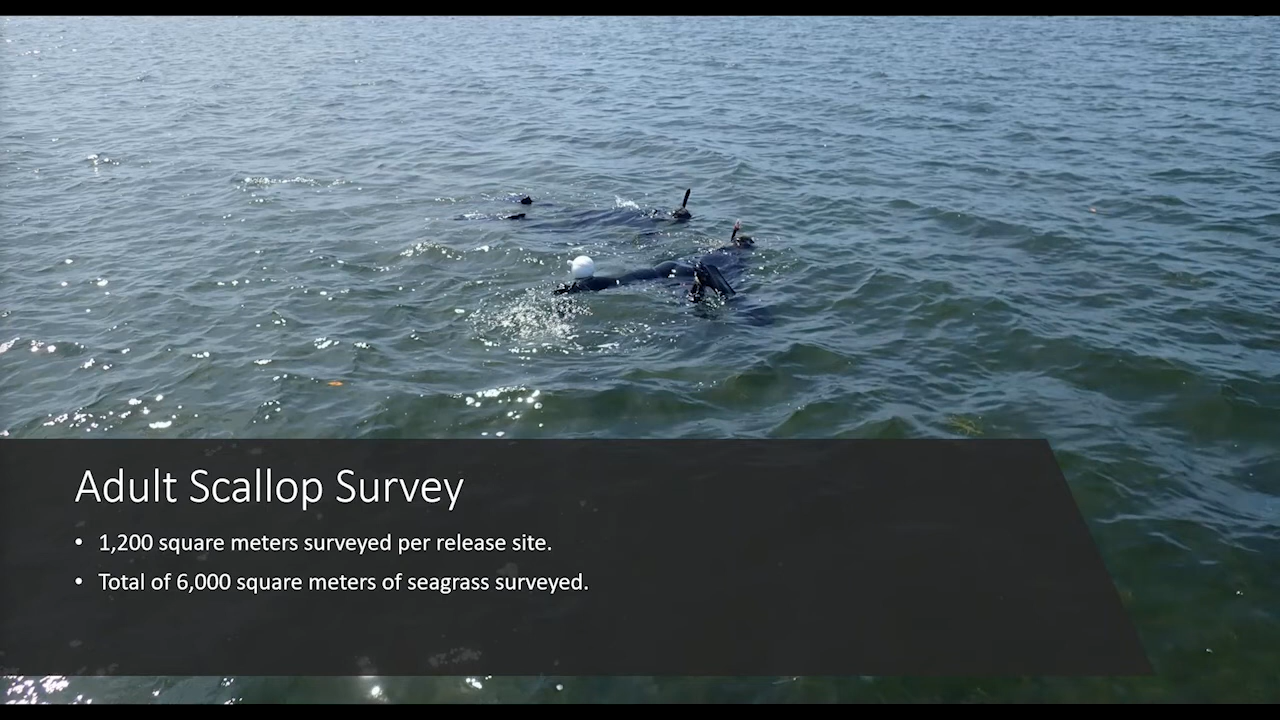 Adult Scallop Survey
• 1,200 square meters surveyed per release site.
• Total of 6,000 square meters of seagrass surveyed.